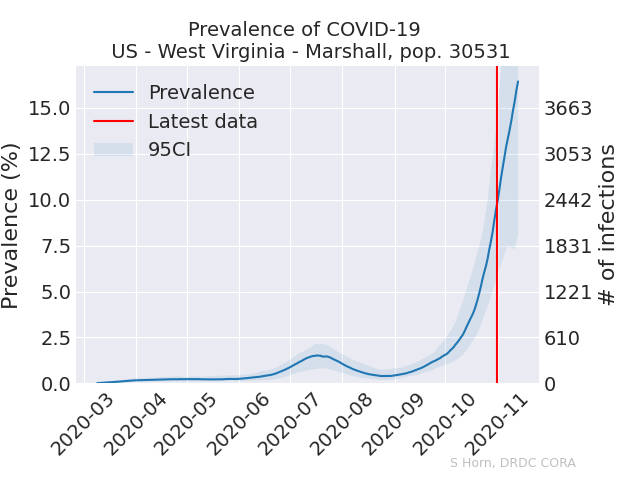 Prevalence of COVID-19
US - West Virginia - Marshall, pop. 30531
Prevalence
Latest data
95CI
Prevalence (%)
15.0
12.5
10.0
7.5
5.0
2.5
0.0
3663
3053
2442
1831
1221
610
0
# of infections
2020-03
2020-04
2020-05
2020-06
2020-07
2020-08
2020-09
2020-10
2020-11
S Horn, DRDC CORA